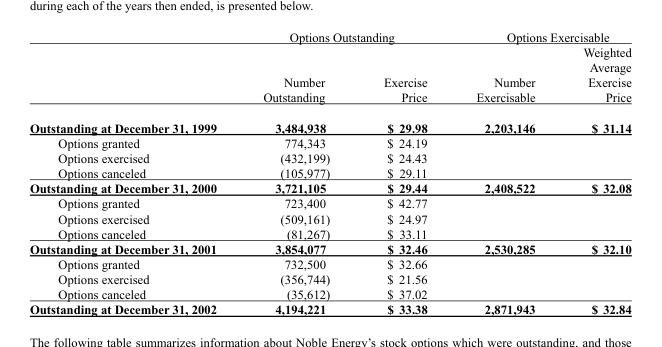 during each of the years then ended, is presented below.
Options Outstanding Options Exercisable
Weighted
Average
Number Exercise Number Exercise
Outstanding Price Exercisable Price
Outstanding at December 31, 1999 3,484,938 $ 29.98 2,203,146 $ 31.14
Options granted 774,343 $ 24.19
Options exercised (432,199) $ 24.43
Options canceled (105,977) $ 29.11
Outstanding at December 31, 2000 3,721,105 $ 29.44 2,408,522 $ 32.08
Options granted 723,400 $ 42.77
Options exercised (509,161) $ 24.97
Options canceled (81,267) $ 33.11
Outstanding at December 31, 2001 3,854,077 $ 32.46 2,530,285 $ 32.10
Options granted 732,500 $ 32.66
Options exercised (356,744) $ 21.56
Options canceled (35,612) $ 37.02
Outstanding at December 31, 2002 4,194,221 $ 33.38 2,871,943 $ 32.84
The following table summarizes information about Noble Energy's stock options which were outstanding, and those